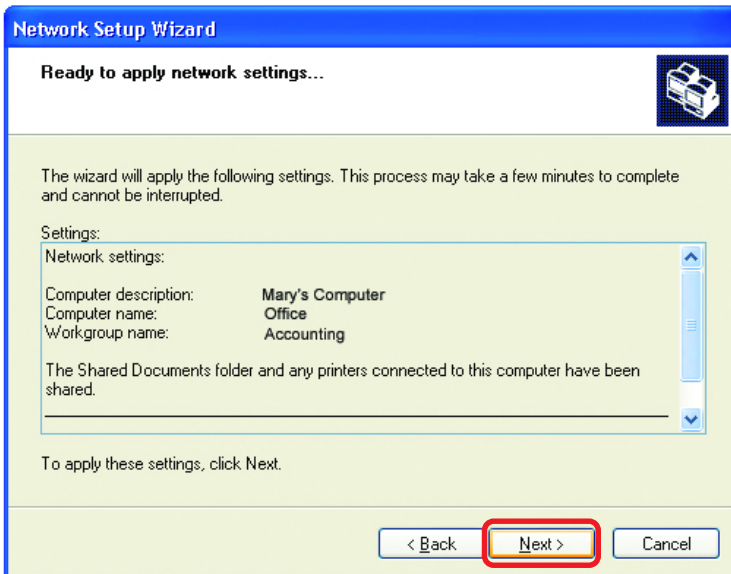 Network Setup Wizard
Ready to apply network settings...
The wizard will apply the following settings. This process may take a few minutes to complete
and cannot be interrupted.
Settings:
Network settings:
Computer description: Mary's Computer
Computer name: Office
Workgroup name: Accounting
The Shared Documents folder and any printers connected to this computer have been
shared.
To apply these settings, click Next.
< Back Next > Cancel